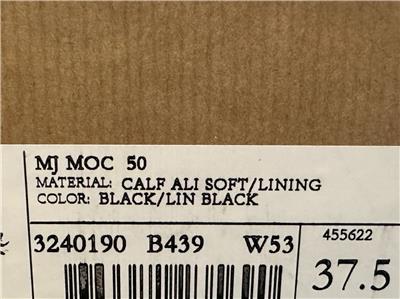 MJ MOC 50
MATERIAL: CALF ALI SOFT/LINING
COLOR: BLACK/LIN BLACK
3240190 B439 W53
455622
37.5